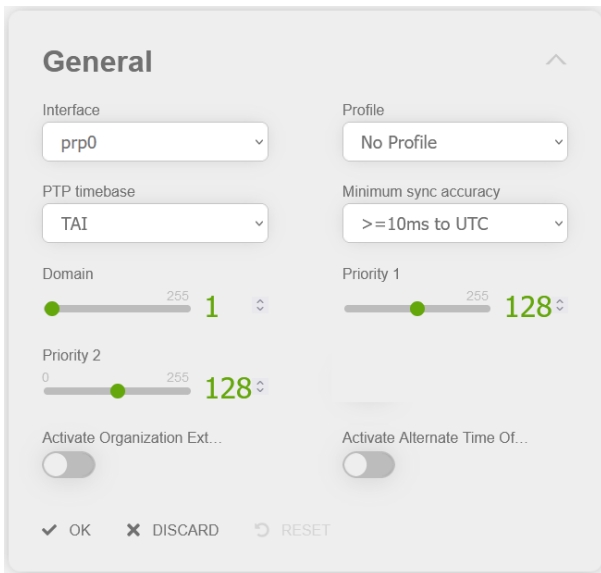 General
Interface
Profile
prp0
No Profile
PTP timebase
Minimum sync accuracy
TAI
>=10ms to UTC
Domain
Priority 1
255
1
255
128
Priority 2
0
255
128
Activate Organization Ext...
Activate Alternate Time Of...
OK
DISCARD
RESET